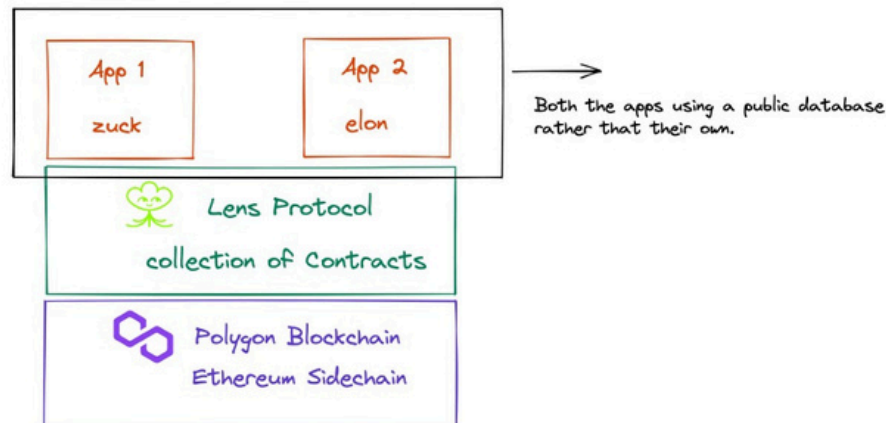 App 1
zuck
App 2
elon
Both the apps using a public database
rather that their own.
Lens Protocol
collection of Contracts
Polygon Blockchain
Ethereum Sidechain